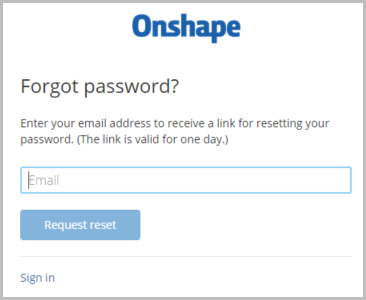 Onshape
Forgot password?
Enter your email address to receive a link for resetting your
password. (The link is valid for one day.)
Email
Request reset
Sign in